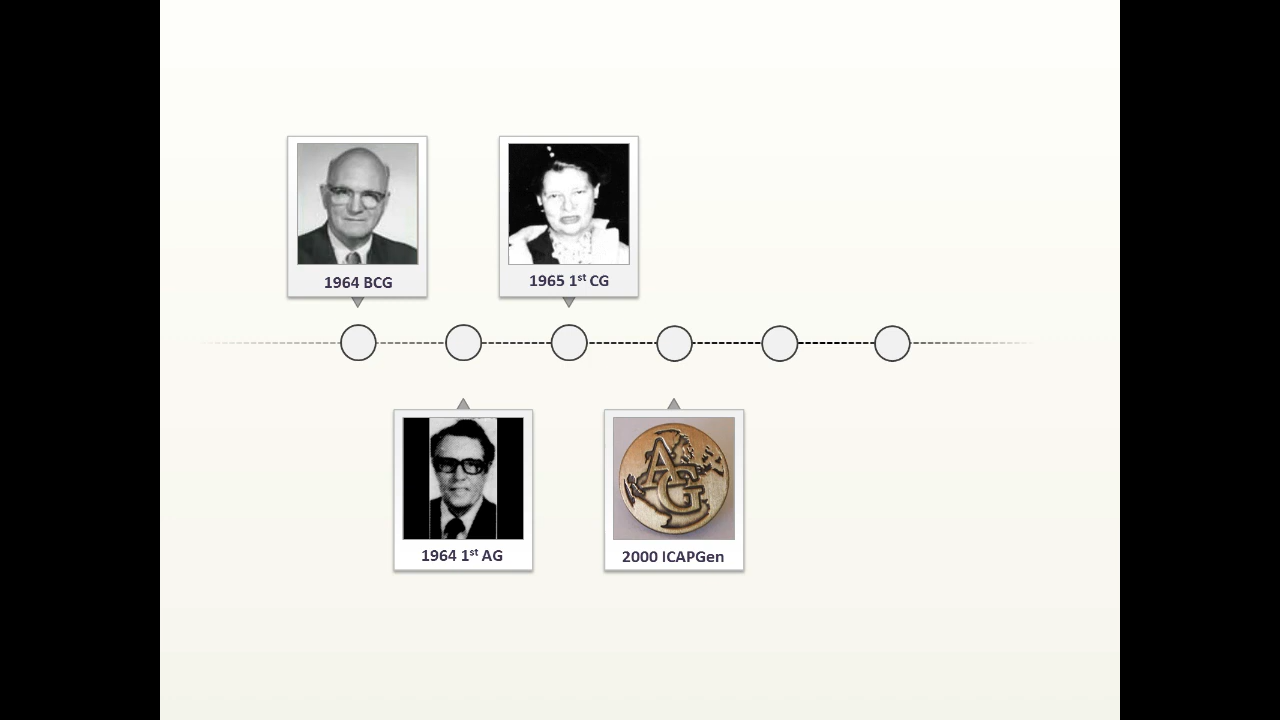 1964 BCG
1965 1st CG
1964 1st AG
AG
2000 ICAPGen